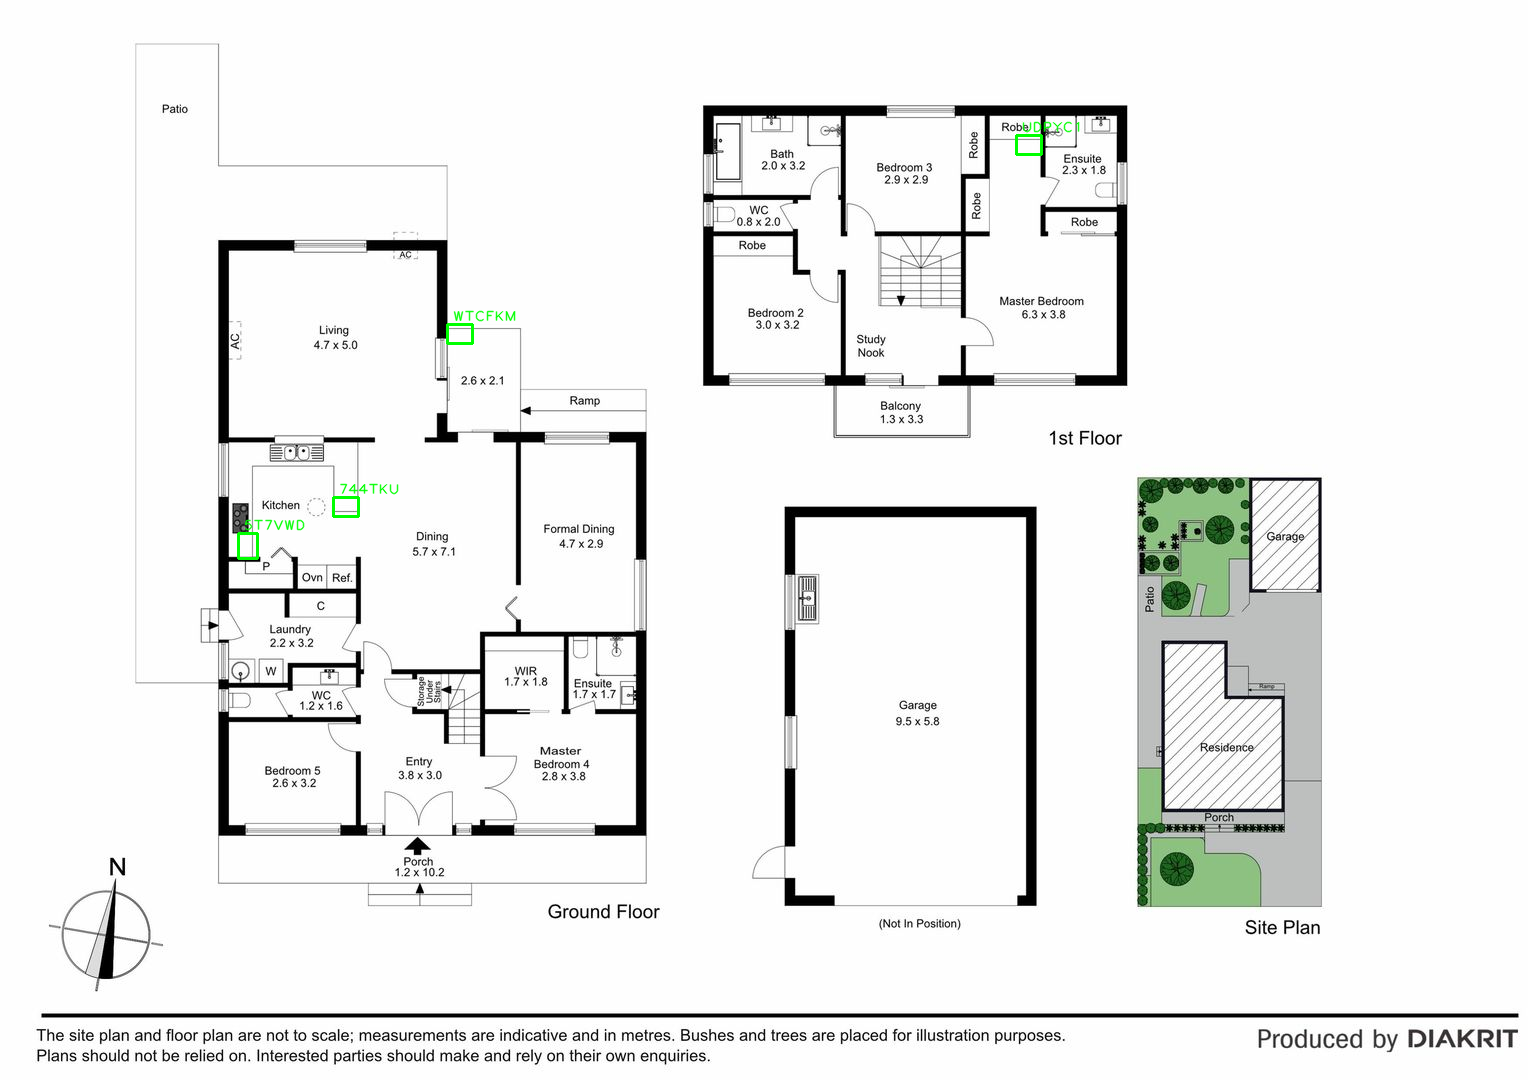 Patio
AC
Living
4.7 x 5.0
AC
WTCFKM
2.6 x 2.1
Ramp
Kitchen
744TKU
ST7VWD
P
Ovn
Ref.
Dining
5.7 x 7.1
Formal Dining
4.7 x 2.9
C
Laundry
2.2 x 3.2
W
WC
1.2 x 1.6
Storage
Under
Stairs
WIR
1.7 x 1.8
Ensuite
1.7 x 1.7
Bedroom 5
2.6 x 3.2
Entry
3.8 x 3.0
Master
Bedroom 4
2.8 x 3.8
Porch
1.2 x 10.2
Ground Floor
N
Bath
2.0 x 3.2
WC
0.8 x 2.0
Robe
Bedroom 2
3.0 x 3.2
Bedroom 3
2.9 x 2.9
Robe
Robe
Robe
Ensuite
2.3 x 1.8
Robe
Master Bedroom
6.3 x 3.8
Study
Nook
Balcony
1.3 x 3.3
1st Floor
Garage
9.5 x 5.8
(Not In Position)
Garage
Patio
Ramp
Residence
Porch
Site Plan
The site plan and floor plan are not to scale; measurements are indicative and in metres. Bushes and trees are placed for illustration purposes.
Plans should not be relied on. Interested parties should make and rely on their own enquiries.
Produced by DIAKRIT